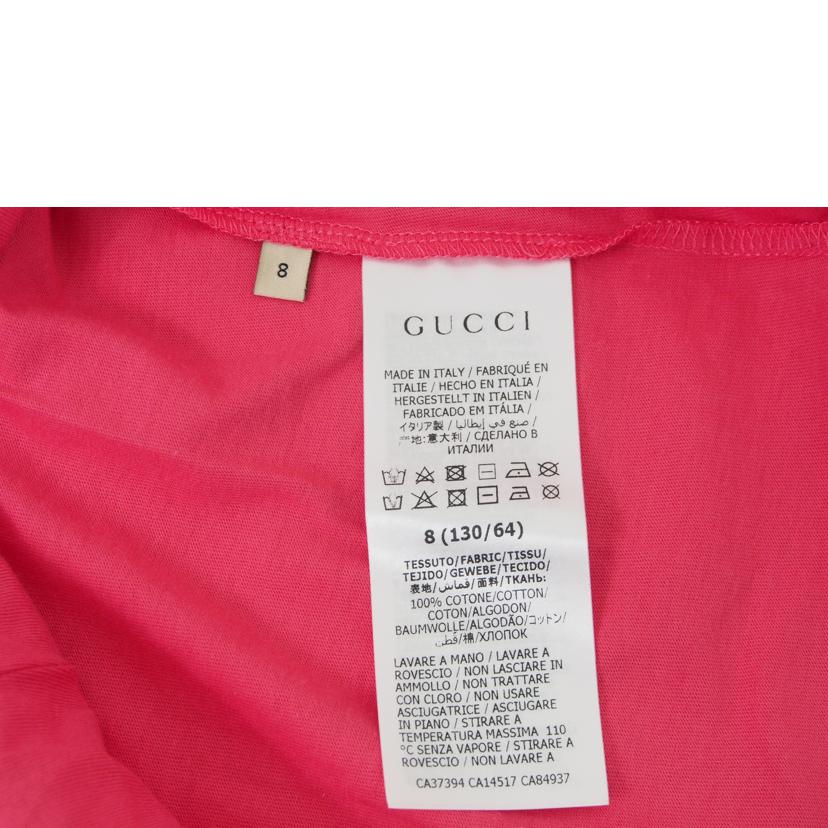 8
GUCCI
MADE IN ITALY / FABRIQUÉ EN
ITALIE / HECHO EN ITALIA /
HERGESTELLT IN ITALIEN /
FABRICADO EM ITÁLIA /
イタリア製 / صنع في إيطاليا /
地:意大利 / СДЕЛАНО В
ИТАЛИИ
8 (130/64)
TESSUTO/FABRIC/TISSU/
TEJIDO/GEWEBE/TECIDO/
表地/قماش/面料/ТКАНЬ:
100% COTONE/COTTON/
COTON/ALGODON/
BAUMWOLLE/ALGODÃO/コットン/
قطن/棉/ХЛОПОК
LAVARE A MANO / LAVARE A
ROVESCIO / NON LASCIARE IN
AMMOLLO / NON TRATTARE
CON CLORO / NON USARE
ASCIUGATRICE / ASCIUGARE
IN PIANO / STIRARE A
TEMPERATURA MASSIMA 110
°C SENZA VAPORE / STIRARE A
ROVESCIO / NON LAVARE A
CA37394 CA14517 CA84937